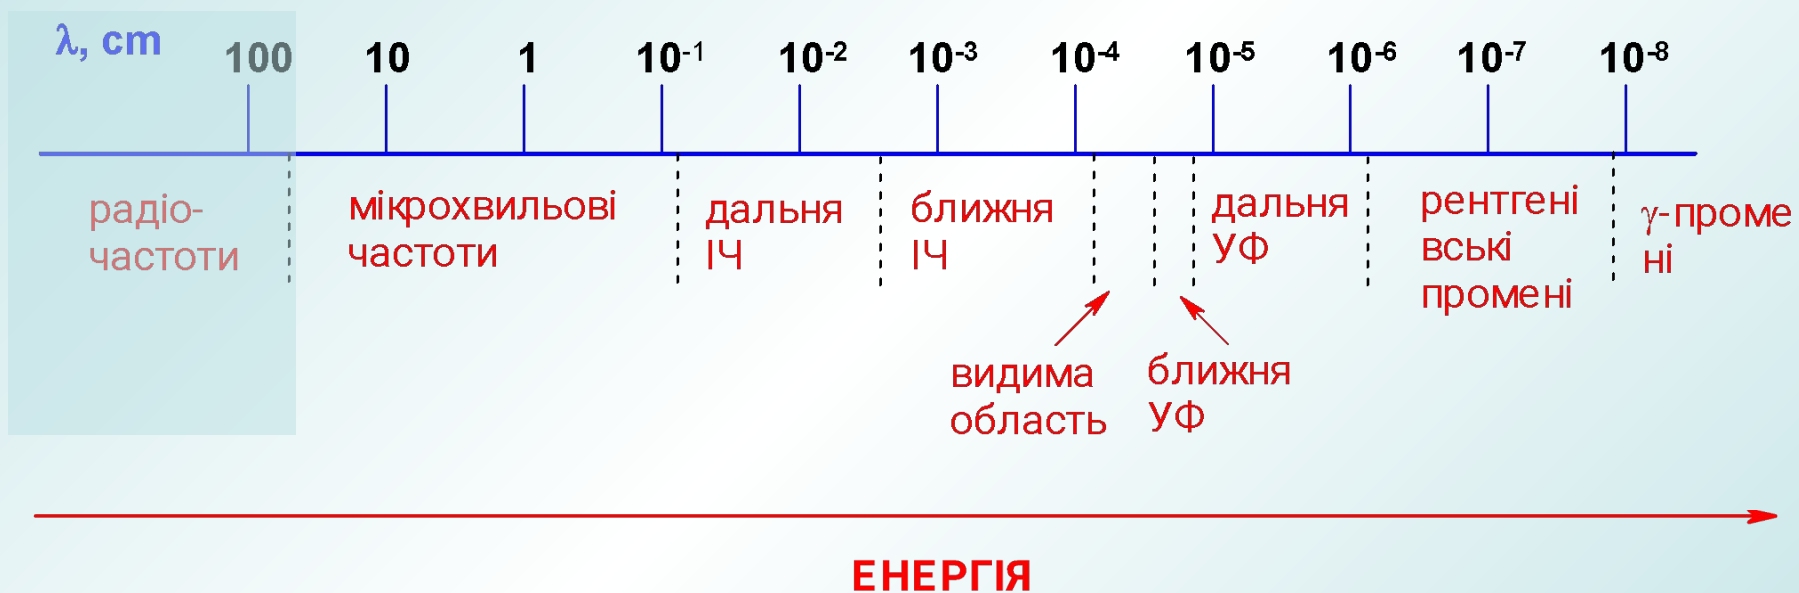 λ, cm
100 10 1 10⁻¹ 10⁻² 10⁻³ 10⁻⁴ 10⁻⁵ 10⁻⁶ 10⁻⁷ 10⁻⁸
радіо-
частоти
мікрохвильові
частоти
дальня
ІЧ
ближня
ІЧ
видима
область
ближня
УФ
дальня
УФ
рентгені
вські
промені
γ-проме
ні
ЕНЕРГІЯ